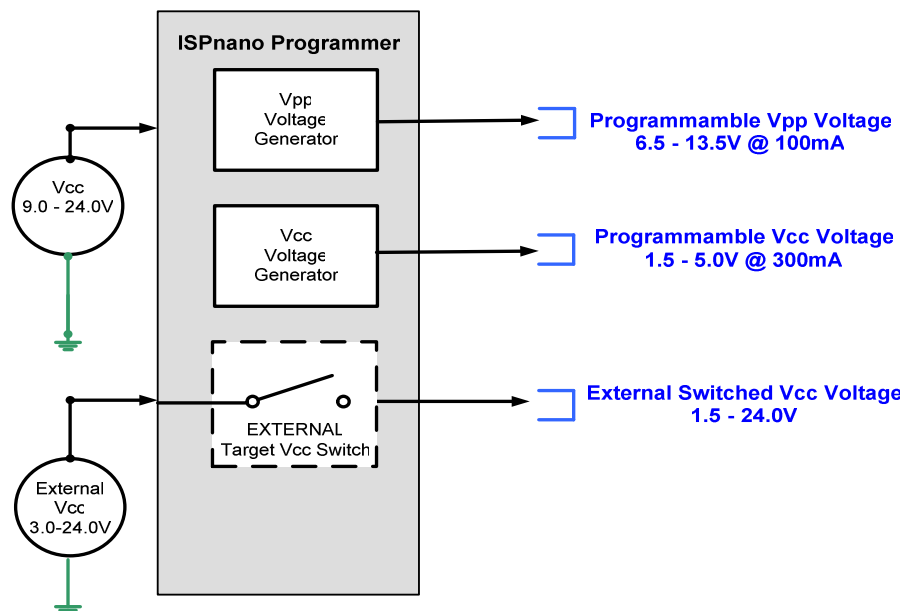 ISPnano Programmer
Vpp
Voltage
Generator
Programmamble Vpp Voltage
6.5 - 13.5V @ 100mA
Vcc
9.0 - 24.0V
Vcc
Voltage
Generator
Programmamble Vcc Voltage
1.5 - 5.0V @ 300mA
EXTERNAL
Target Vcc Switch
External Switched Vcc Voltage
1.5 - 24.0V
External
Vcc
3.0-24.0V